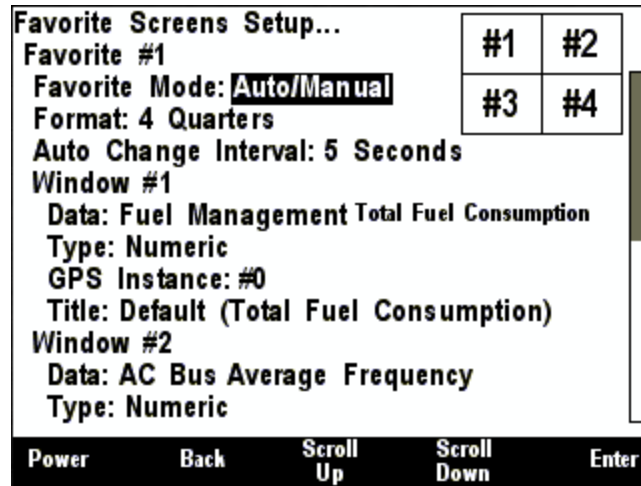 Favorite Screens Setup...
Favorite #1
Favorite Mode: Auto/Manual
Format: 4 Quarters
Auto Change Interval: 5 Seconds
Window #1
Data: Fuel Management Total Fuel Consumption
Type: Numeric
GPS Instance: #0
Title: Default (Total Fuel Consumption)
Window #2
Data: AC Bus Average Frequency
Type: Numeric
#1 #2
#3 #4
Power Back Scroll Up Scroll Down Enter